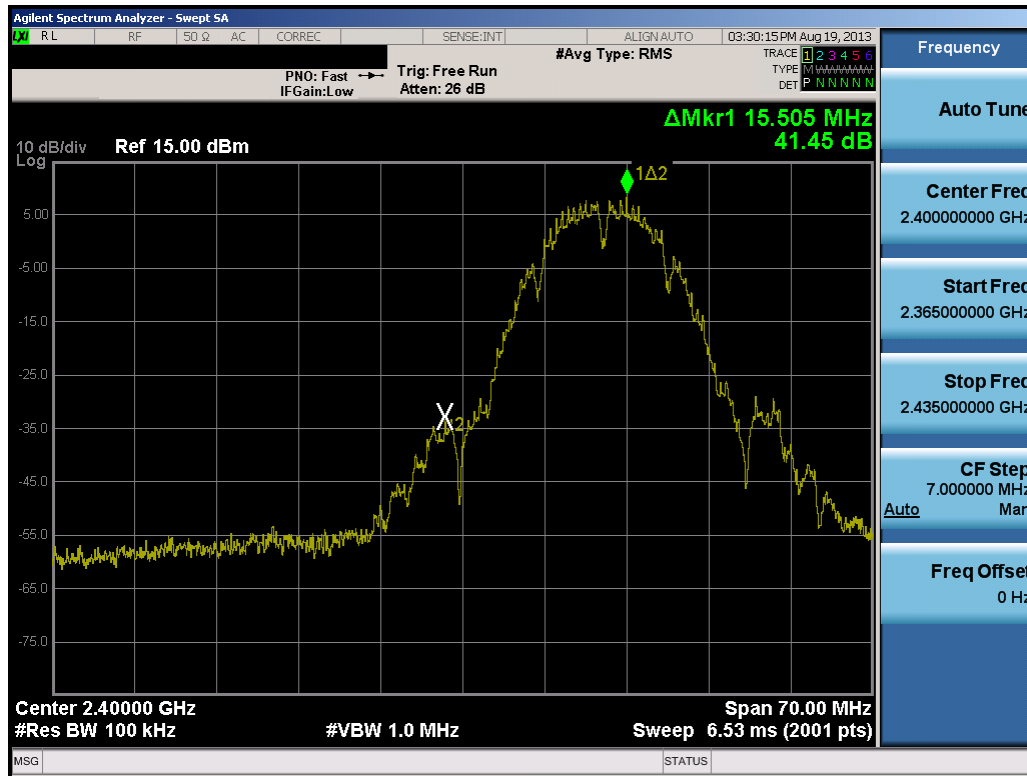 Agilent Spectrum Analyzer - Swept SA
LXI RL RF 50 Ω AC CORREC SENSE:INT ALIGN AUTO 03:30:15 PM Aug 19, 2013
Frequency
#Avg Type: RMS
TRACE 1 2 3 4 5 6
PNO: Fast Trig: Free Run
TYPE M WWWWW
IFGain:Low Atten: 26 dB
DET P N N N N N
Auto Tune
ΔMkr1 15.505 MHz
41.45 dB
10 dB/div Ref 15.00 dBm
Log
1Δ2
Center Freq
2.400000000 GHz
5.00
-5.00
Start Freq
2.365000000 GHz
-15.0
-25.0
Stop Freq
2.435000000 GHz
X2
-35.0
CF Step
7.000000 MHz
Auto Man
-45.0
-55.0
Freq Offset
0 Hz
-65.0
-75.0
Center 2.40000 GHz Span 70.00 MHz
#Res BW 100 kHz #VBW 1.0 MHz Sweep 6.53 ms (2001 pts)
MSG STATUS